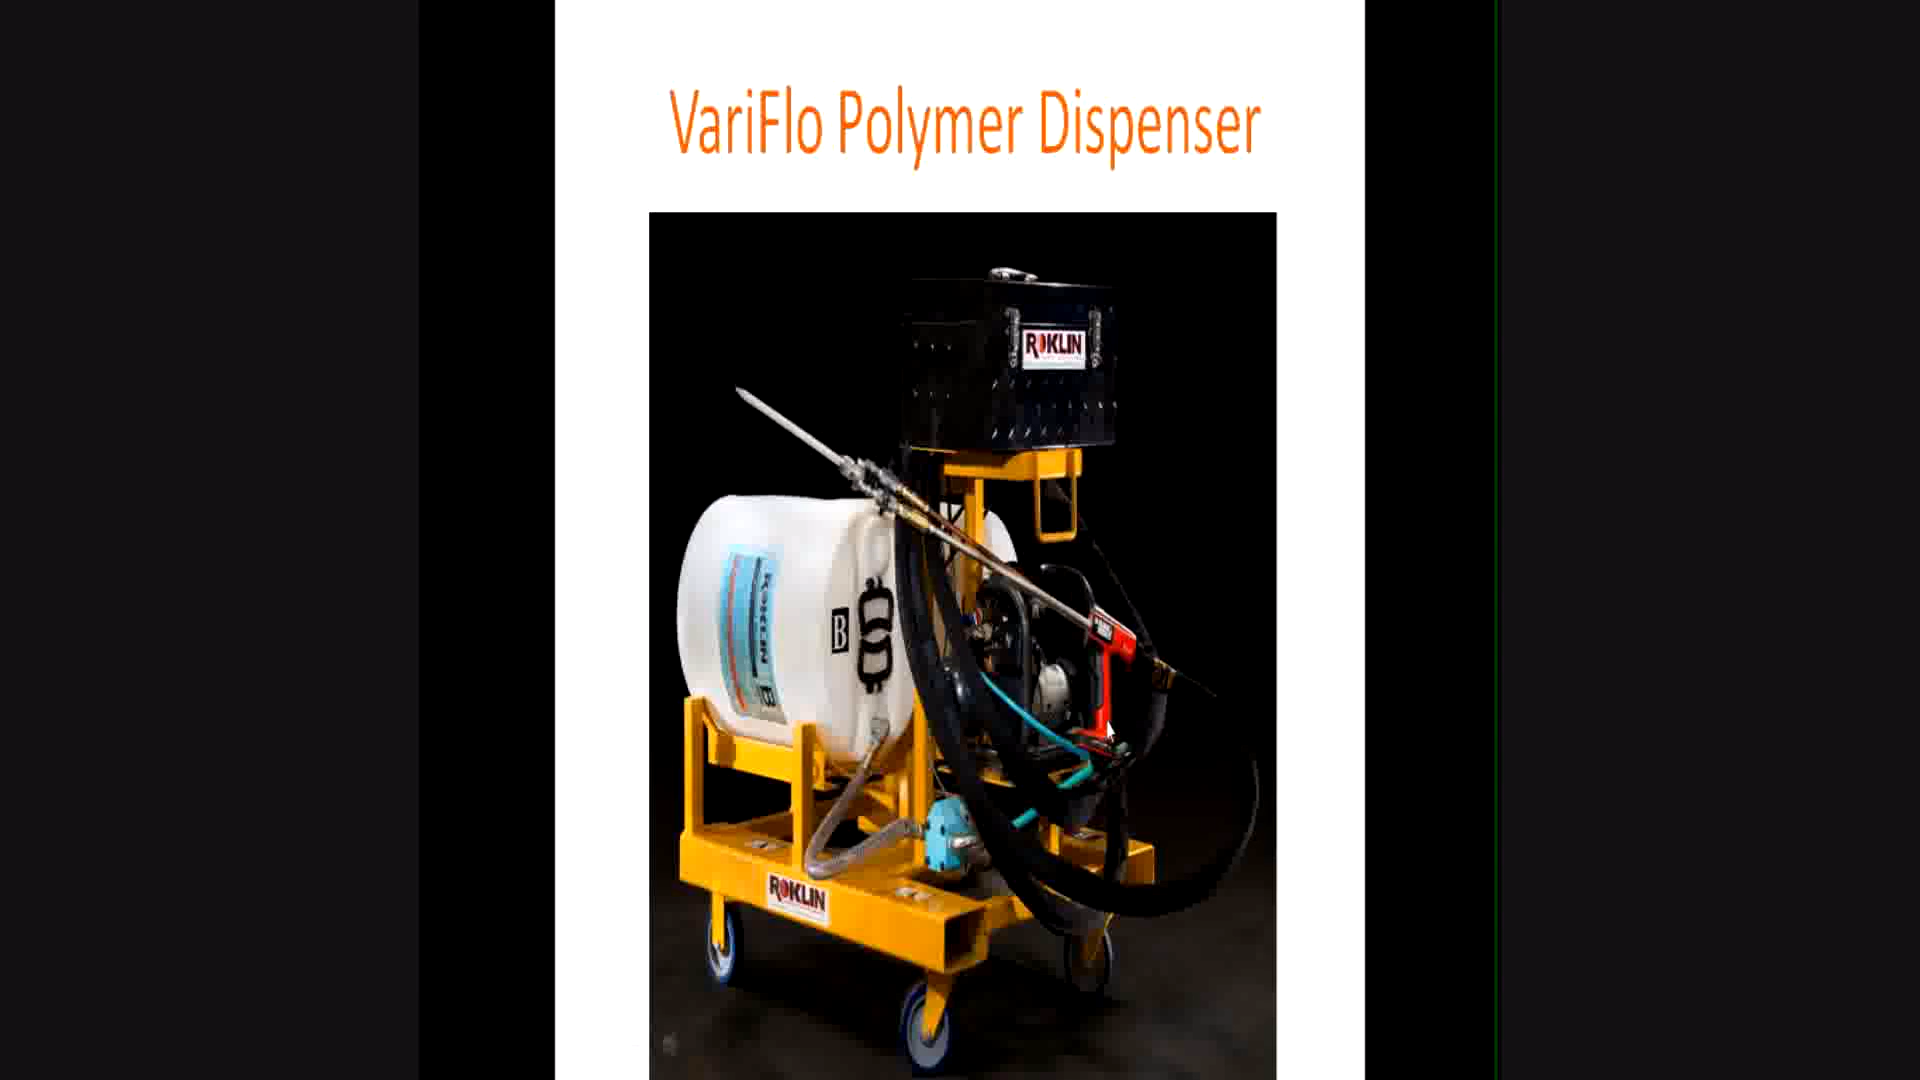 VariFlo Polymer Dispenser
ROKLIN
B
B
ROKLIN